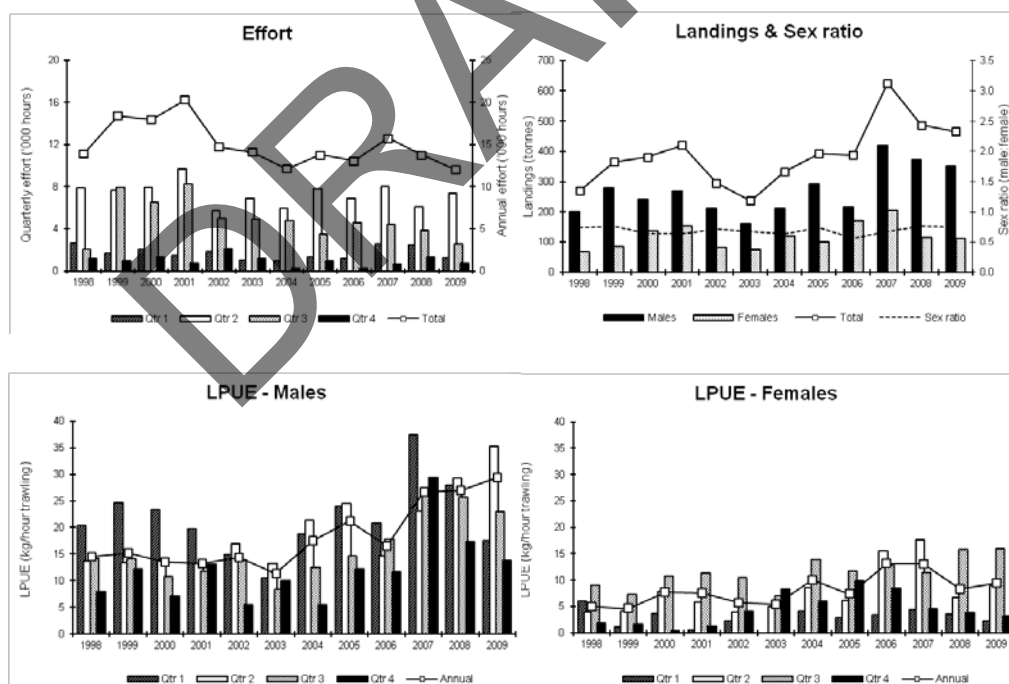 DRA
Effort
Quarterly effort ('000 hours)
20
16
12
8
4
0
Annual effort ('000 hours)
25
20
15
10
5
0
1998 1999 2000 2001 2002 2003 2004 2005 2006 2007 2008 2009
Qtr 1 Qtr 2 Qtr 3 Qtr 4 Total
Landings & Sex ratio
Landings (tonnes)
700
600
500
400
300
200
100
0
Sex ratio (male:female)
3.5
3.0
2.5
2.0
1.5
1.0
0.5
0.0
1998 1999 2000 2001 2002 2003 2004 2005 2006 2007 2008 2009
Males Females Total Sex ratio
LPUE - Males
LPUE (kg/hour trawling)
40
35
30
25
20
15
10
5
0
1998 1999 2000 2001 2002 2003 2004 2005 2006 2007 2008 2009
Qtr 1 Qtr 2 Qtr 3 Qtr 4 Annual
LPUE - Females
LPUE (kg/hour trawling)
40
35
30
25
20
15
10
5
0
1998 1999 2000 2001 2002 2003 2004 2005 2006 2007 2008 2009
Qtr 1 Qtr 2 Qtr 3 Qtr 4 Annual